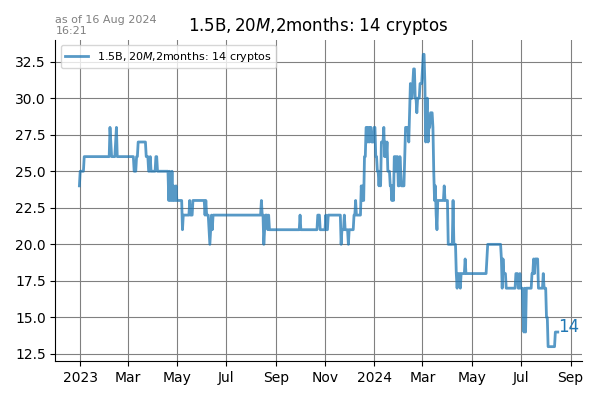 as of 16 Aug 2024
16:21
1.5B, 20M,2months: 14 cryptos
1.5B, 20M,2months: 14 cryptos
32.5
30.0
27.5
25.0
22.5
20.0
17.5
15.0
12.5
14
2023 Mar May Jul Sep Nov 2024 Mar May Jul Sep